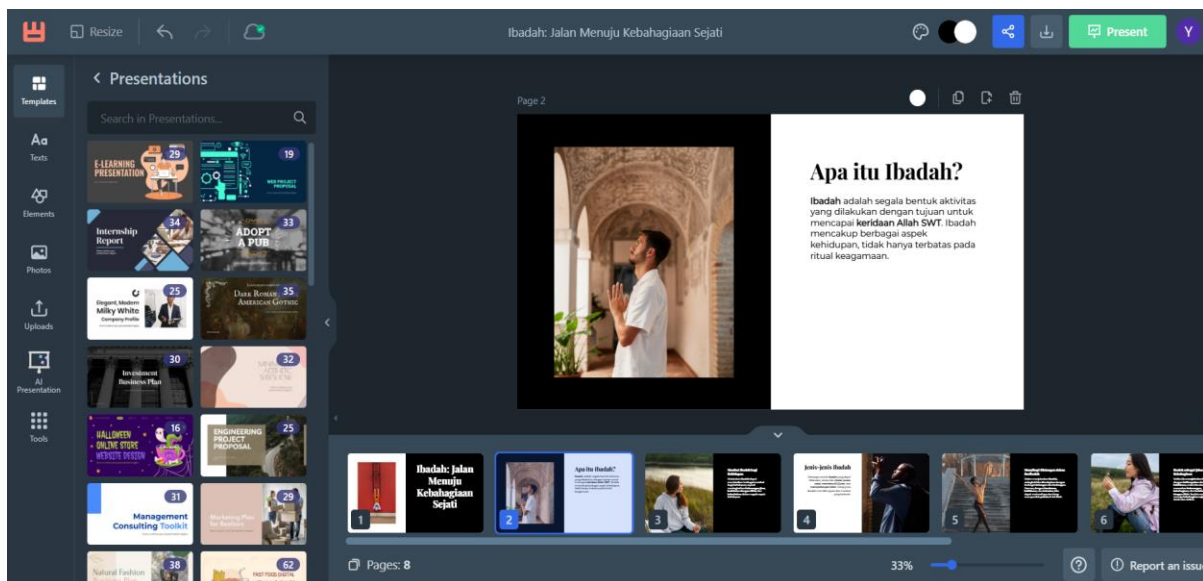 Resize
Ibadah: Jalan Menuju Kebahagiaan Sejati
Present
Y
Templates
Texts
Elements
Photos
Uploads
AI
Presentation
Tools
Presentations
Search in Presentations...
E-LEARNING
PRESENTATION
29
19
WEB PROJECT
PROPOSAL
Internship
Report
34
ADOPT
A PUB
33
Elegant, Modern
Milky White
Company Profile
25
Dark Roman
American Gothic
35
Investment
Business Plan
30
32
HALLOWEEN
ONLINE STORE
WEBSITE DESIGN
16
ENGINEERING
PROJECT
PROPOSAL
25
Management
Consulting Toolkit
31
Marketing Plan
for Realtors
29
Natural Fashion
38
FAST FOOD DIGITAL
62
Page 2
Apa itu Ibadah?
Ibadah adalah segala bentuk aktivitas
yang dilakukan dengan tujuan untuk
mencapai keridaan Allah SWT. Ibadah
mencakup berbagai aspek
kehidupan, tidak hanya terbatas pada
ritual keagamaan.
Ibadah: Jalan
Menuju
Kebahagiaan
Sejati
1
Apa itu Ibadah?
2
3
Jenis-jenis Ibadah
4
5
6
Pages: 8
33%
Report an issu